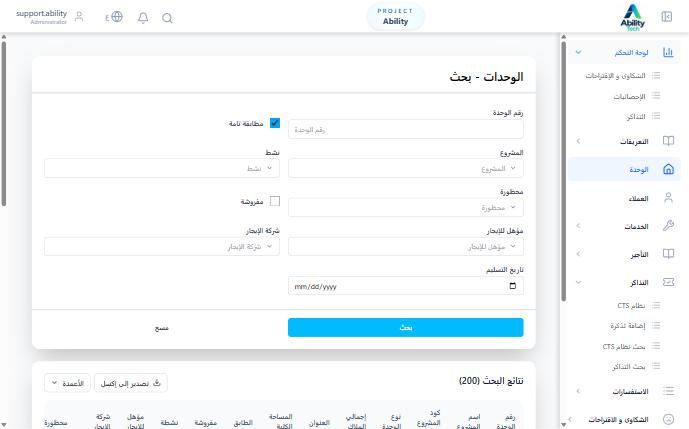 support.ability
Administrator
ع
PROJECT
Ability
Ability
Tech
لوحة التحكم
الشكاوى و الإقتراحات
الإحصائيات
التذاكر
التعريفات
الوحدة
العملاء
الخدمات
التأجير
التذاكر
نظام CTS
إضافة تذكرة
بحث نظام CTS
بحث التذاكر
الاستفسارات
الشكاوى و الاقتراحات
الوحدات - بحث
رقم الوحدة
رقم الوحدة
مطابقة تامة
المشروع
المشروع
نشط
نشط
محظورة
محظورة
مفروشة
مؤهل للإيجار
مؤهل للإيجار
شركة الإيجار
شركة الإيجار
تاريخ التسليم
mm/dd/yyyy
بحث
مسح
نتائج البحث (200)
تصدير إلى إكسل
الأعمدة
رقم الوحدة
اسم المشروع
كود المشروع
نوع الوحدة
إجمالي الملاك
العنوان
المساحة الكلية
الطابق
مفروشة
نشطة
مؤهل للإيجار
شركة الإيجار
محظورة